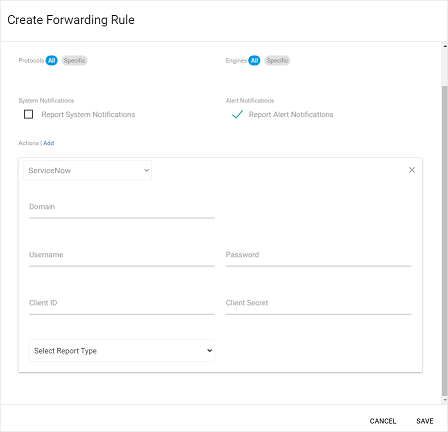 Create Forwarding Rule
Protocols All Specific
Engines All Specific
System Notifications
Alert Notifications
Report System Notifications
Report Alert Notifications
Actions | Add
ServiceNow
Domain
Username
Password
Client ID
Client Secret
Select Report Type
CANCEL SAVE